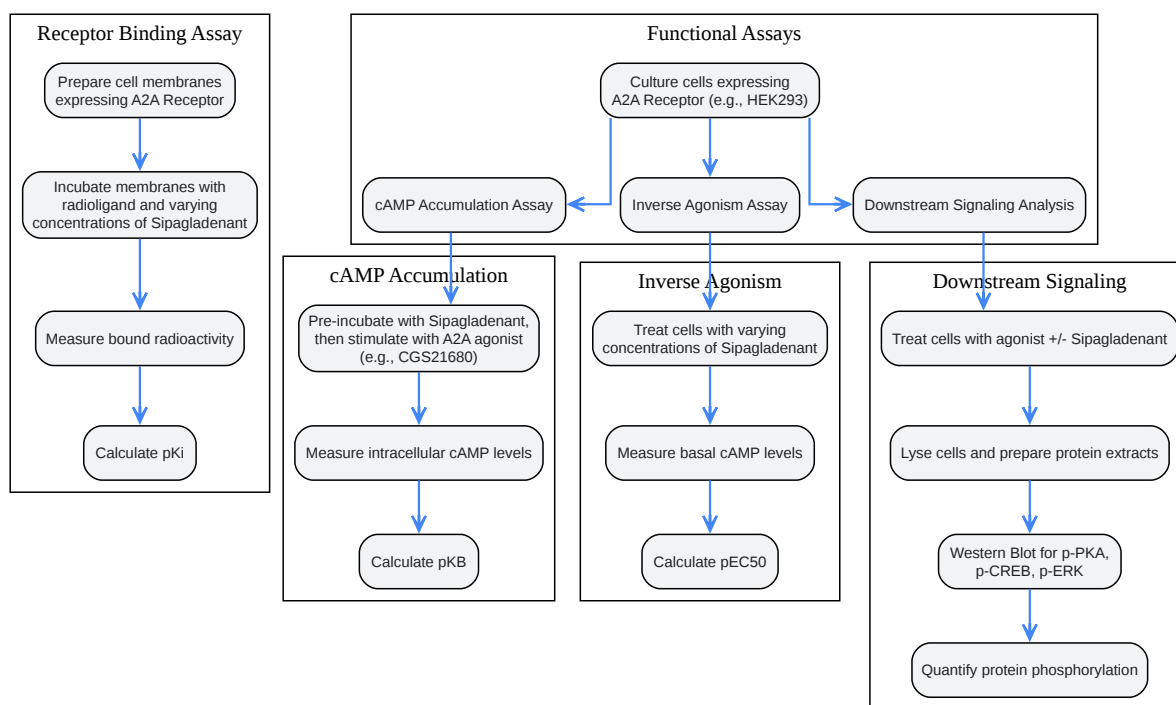 Receptor Binding Assay
Prepare cell membranes
expressing A2A Receptor
Incubate membranes with
radioligand and varying
concentrations of Sipagladenant
Measure bound radioactivity
Calculate pKi
Functional Assays
Culture cells expressing
A2A Receptor (e.g., HEK293)
cAMP Accumulation Assay
Inverse Agonism Assay
Downstream Signaling Analysis
cAMP Accumulation
Pre-incubate with Sipagladenant,
then stimulate with A2A agonist
(e.g., CGS21680)
Measure intracellular cAMP levels
Calculate pKB
Inverse Agonism
Treat cells with varying
concentrations of Sipagladenant
Measure basal cAMP levels
Calculate pEC50
Downstream Signaling
Treat cells with agonist +/- Sipagladenant
Lyse cells and prepare protein extracts
Western Blot for p-PKA,
p-CREB, p-ERK
Quantify protein phosphorylation